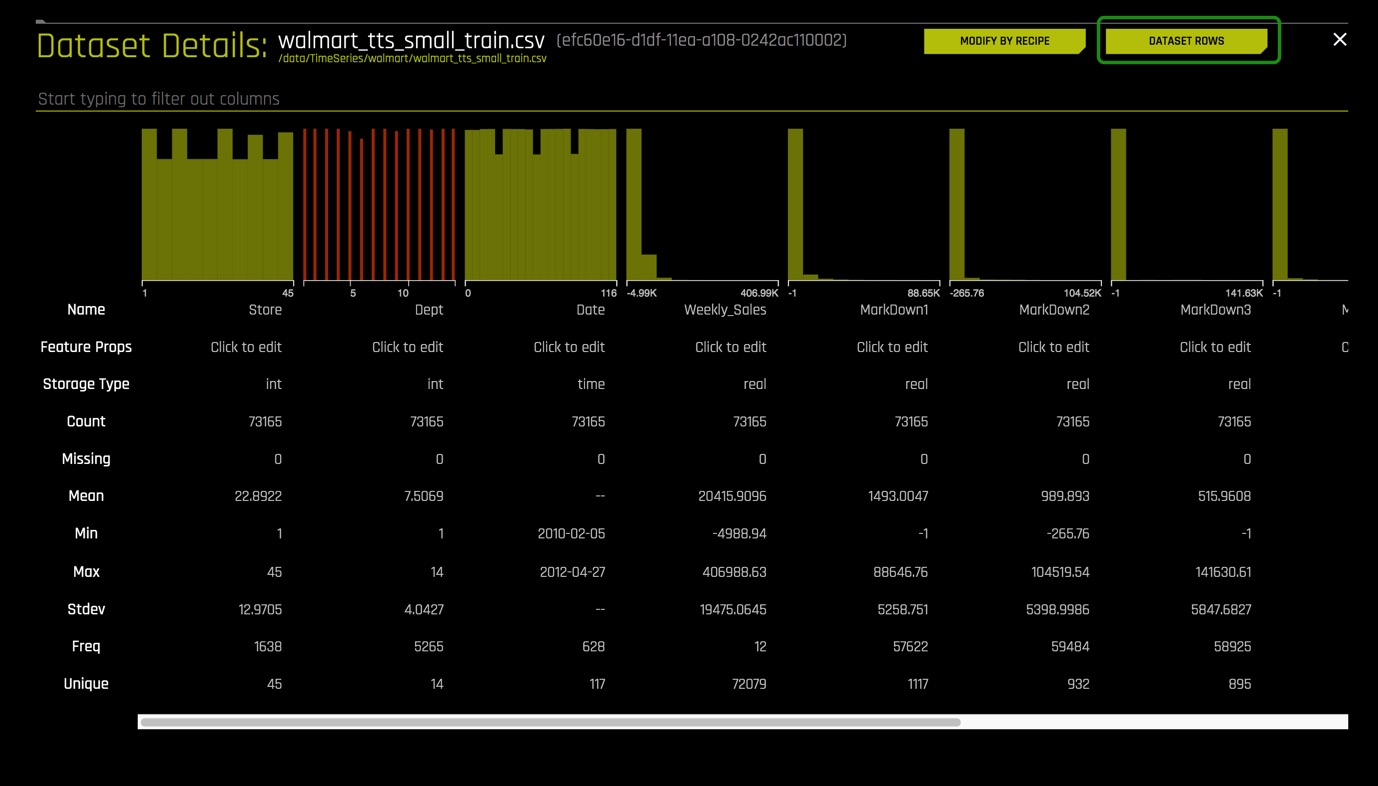 Dataset Details: walmart_tts_small_train.csv (efc60e16-d1df-11ea-a108-0242ac110002) MODIFY BY RECIPE DATASET ROWS ×
/data/TimeSeries/walmart/walmart_tts_small_train.csv
Start typing to filter out columns
1 45 5 10 0 116 -4.99K 406.99K -1 88.65K -265.76 104.52K -1 141.63K -1
Name Store Dept Date Weekly_Sales MarkDown1 MarkDown2 MarkDown3
Feature Props Click to edit Click to edit Click to edit Click to edit Click to edit Click to edit Click to edit
Storage Type int int time real real real real
Count 73165 73165 73165 73165 73165 73165 73165
Missing 0 0 0 0 0 0 0
Mean 22.8922 7.5069 -- 20415.9096 1493.0047 989.893 515.9608
Min 1 1 2010-02-05 -4988.94 -1 -265.76 -1
Max 45 14 2012-04-27 406988.63 88646.76 104519.54 141630.61
Stdev 12.9705 4.0427 -- 19475.0645 5258.751 5398.9986 5847.6827
Freq 1638 5265 628 12 57622 59484 58925
Unique 45 14 117 72079 1117 932 895